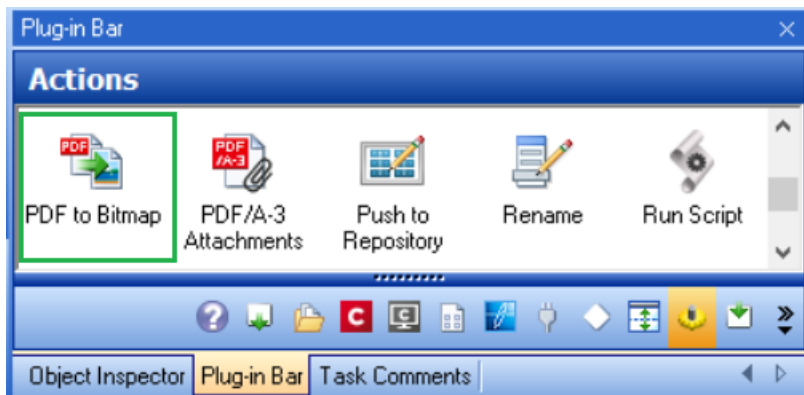 Plug-in Bar
Actions
PDF
PDF
/A-3
PDF to Bitmap
PDF/A-3
Attachments
Push to
Repository
Rename
Run Script
?
C
C
Object Inspector
Plug-in Bar
Task Comments